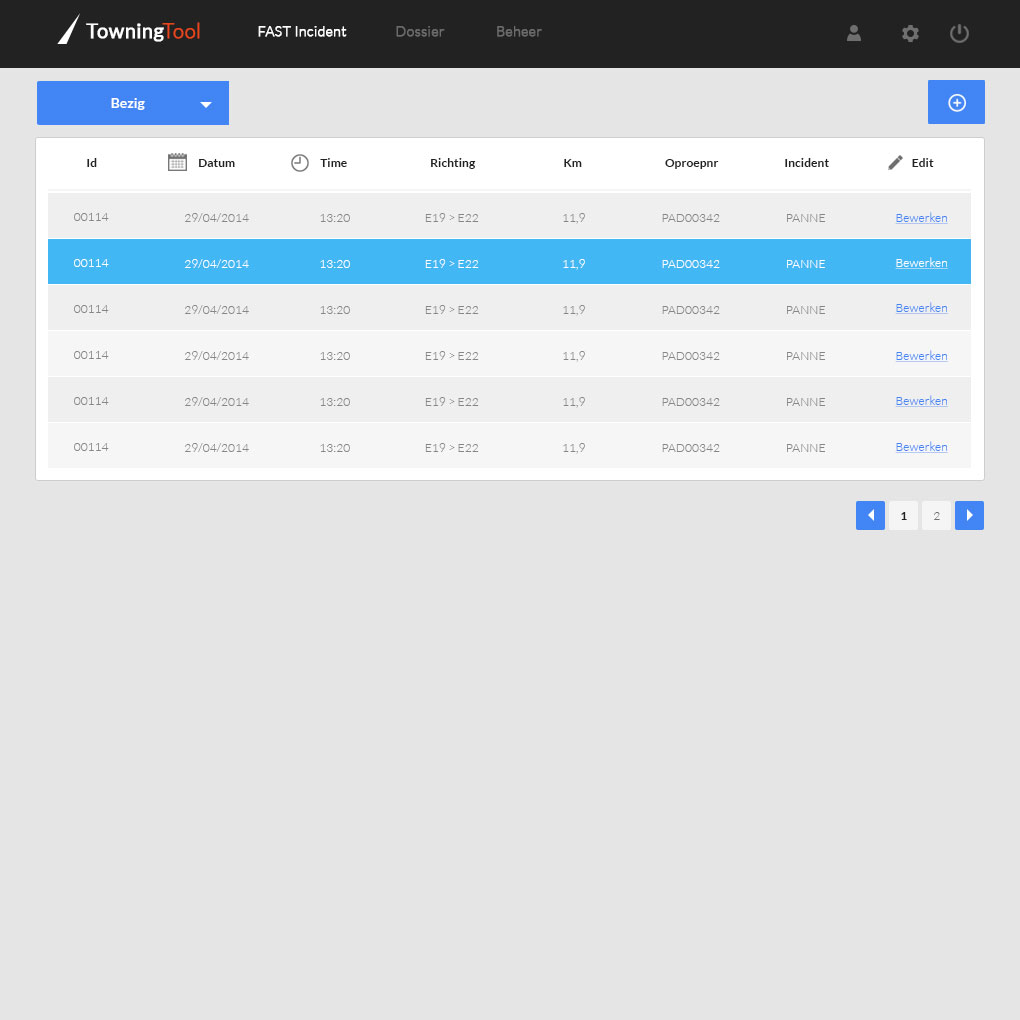 TowningTool FAST Incident Dossier Beheer
Bezig
Id Datum Time Richting Km Oproepnr Incident Edit
00114 29/04/2014 13:20 E19 > E22 11,9 PAD00342 PANNE Bewerken
00114 29/04/2014 13:20 E19 > E22 11,9 PAD00342 PANNE Bewerken
00114 29/04/2014 13:20 E19 > E22 11,9 PAD00342 PANNE Bewerken
00114 29/04/2014 13:20 E19 > E22 11,9 PAD00342 PANNE Bewerken
00114 29/04/2014 13:20 E19 > E22 11,9 PAD00342 PANNE Bewerken
00114 29/04/2014 13:20 E19 > E22 11,9 PAD00342 PANNE Bewerken
1 2